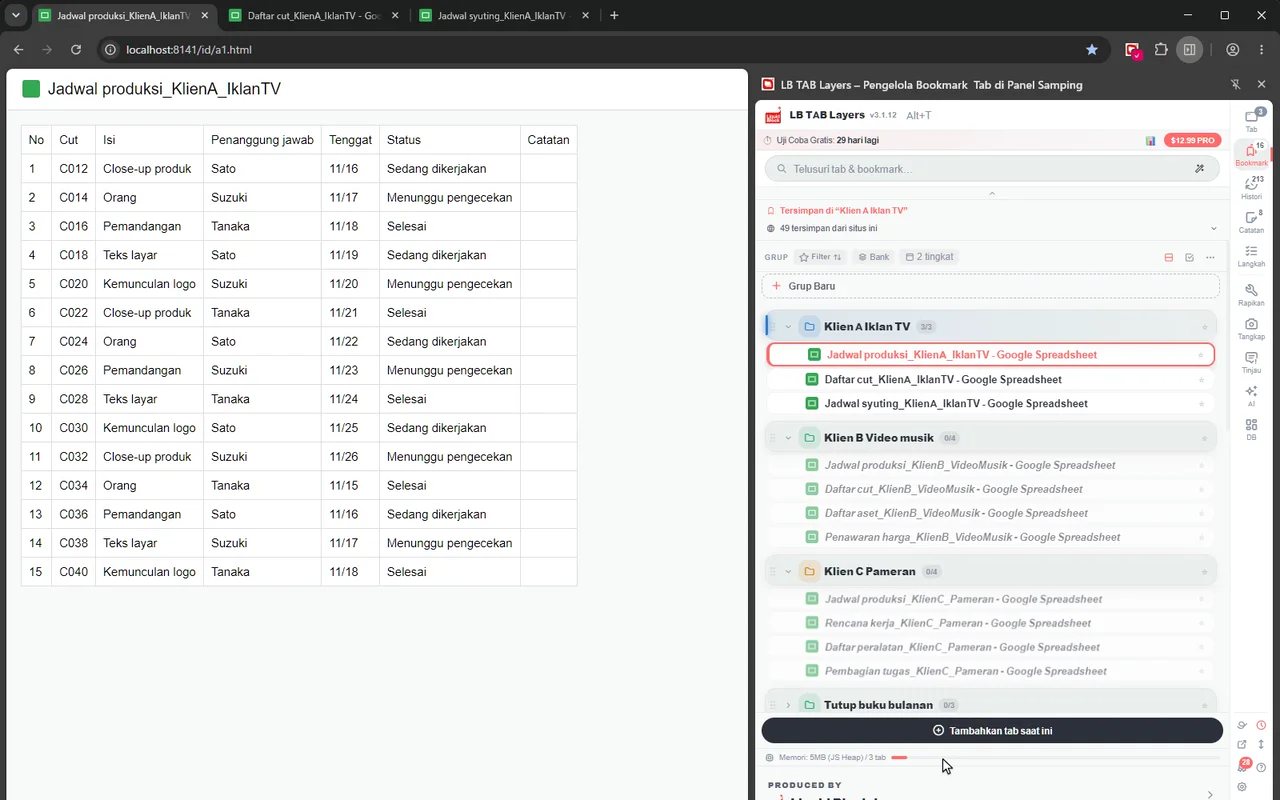 Jadwal produksi_KlienA_IklanTV
Daftar cut_KlienA_IklanTV - Goo
Jadwal syuting_KlienA_IklanTV
localhost:8141/id/a1.html
Jadwal produksi_KlienA_IklanTV
No Cut Isi Penanggung jawab Tenggat Status Catatan
1 C012 Close-up produk Sato 11/16 Sedang dikerjakan
2 C014 Orang Suzuki 11/17 Menunggu pengecekan
3 C016 Pemandangan Tanaka 11/18 Selesai
4 C018 Teks layar Sato 11/19 Sedang dikerjakan
5 C020 Kemunculan logo Suzuki 11/20 Menunggu pengecekan
6 C022 Close-up produk Tanaka 11/21 Selesai
7 C024 Orang Sato 11/22 Sedang dikerjakan
8 C026 Pemandangan Suzuki 11/23 Menunggu pengecekan
9 C028 Teks layar Tanaka 11/24 Selesai
10 C030 Kemunculan logo Sato 11/25 Sedang dikerjakan
11 C032 Close-up produk Suzuki 11/26 Menunggu pengecekan
12 C034 Orang Tanaka 11/15 Selesai
13 C036 Pemandangan Sato 11/16 Sedang dikerjakan
14 C038 Teks layar Suzuki 11/17 Menunggu pengecekan
15 C040 Kemunculan logo Tanaka 11/18 Selesai
LB TAB Layers – Pengelola Bookmark Tab di Panel Samping
LB TAB Layers v3.1.12 Alt+T
Uji Coba Gratis: 29 hari lagi
$12.99 PRO
Telusuri tab & bookmark…
Tersimpan di “Klien A Iklan TV”
49 tersimpan dari situs ini
GRUP Filter Bank 2 tingkat
Grup Baru
Klien A Iklan TV 3/3
Jadwal produksi_KlienA_IklanTV - Google Spreadsheet
Daftar cut_KlienA_IklanTV - Google Spreadsheet
Jadwal syuting_KlienA_IklanTV - Google Spreadsheet
Klien B Video musik 0/4
Jadwal produksi_KlienB_VideoMusik - Google Spreadsheet
Daftar cut_KlienB_VideoMusik - Google Spreadsheet
Daftar aset_KlienB_VideoMusik - Google Spreadsheet
Penawaran harga_KlienB_VideoMusik - Google Spreadsheet
Klien C Pameran 0/4
Jadwal produksi_KlienC_Pameran - Google Spreadsheet
Rencana kerja_KlienC_Pameran - Google Spreadsheet
Daftar peralatan_KlienC_Pameran - Google Spreadsheet
Pembagian tugas_KlienC_Pameran - Google Spreadsheet
Tutup buku bulanan 0/3
Tambahkan tab saat ini
Memori: 5MB (JS Heap) / 3 tab
PRODUCED BY
3
Tab
16
Bookmark
213
Histori
8
Catatan
Langkah
Rapikan
Tangkap
Tinjau
AI
DB
28